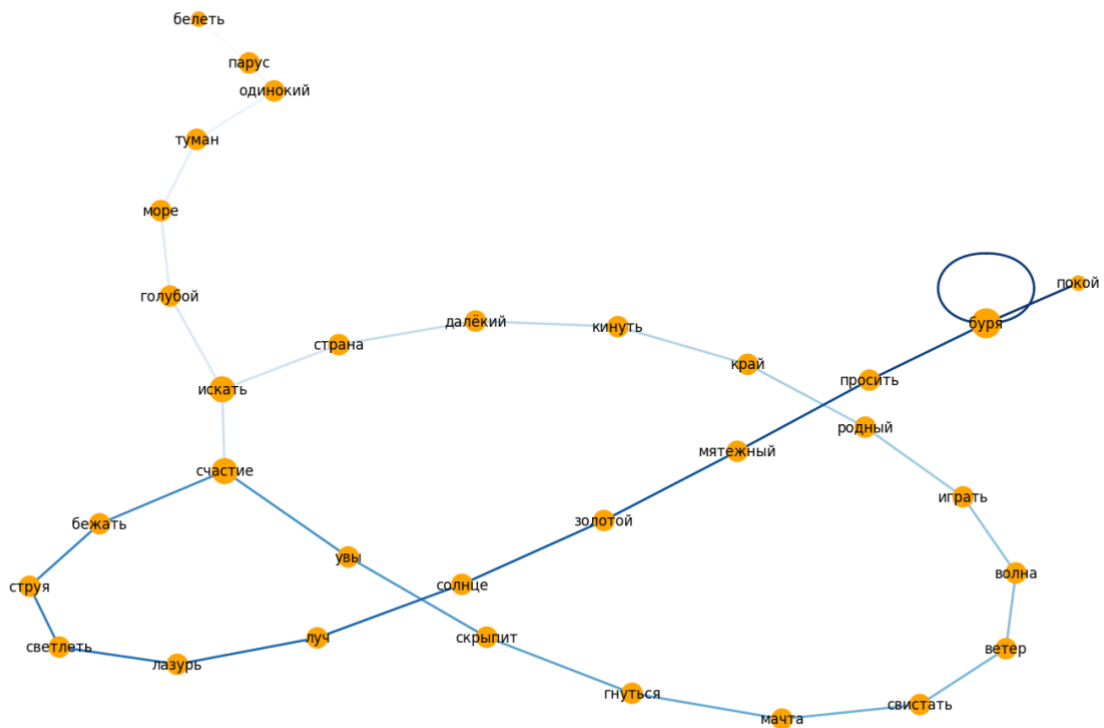 белеть
парус
одинокий
туман
море
голубой
искать
страна
далёкий
кинуть
край
родный
играть
волна
ветер
свистать
мачта
гнуться
скрыпит
увы
счастие
бежать
струя
светлеть
лазурь
луч
солнце
золотой
мятежный
просить
буря
покой